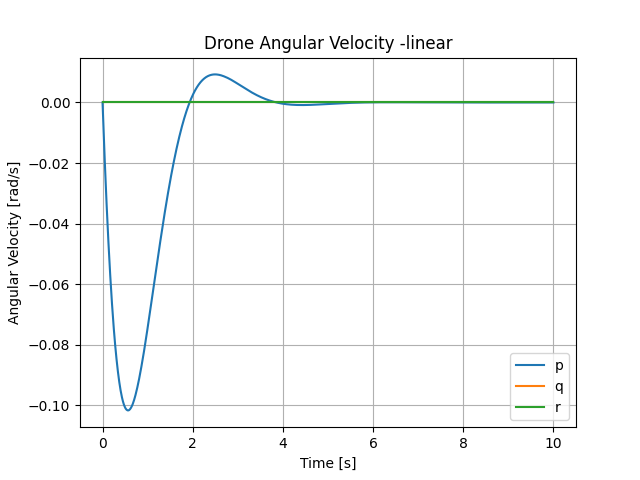 Drone Angular Velocity -linear
Angular Velocity [rad/s]
0.00
−0.02
−0.04
−0.06
−0.08
−0.10
0 2 4 6 8 10
Time [s]
p
q
r